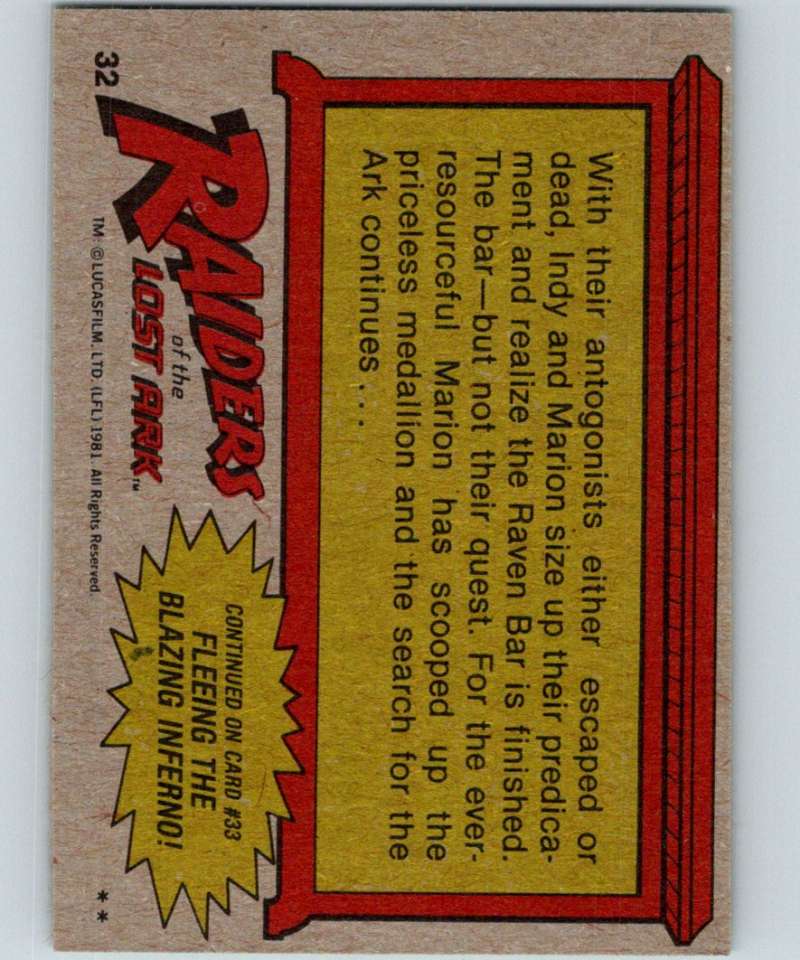 With their antogonists either escaped or
dead, Indy and Marion size up their predica-
ment and realize the Raven Bar is finished.
The bar—but not their quest. For the ever-
resourceful Marion has scooped up the
priceless medallion and the search for the
Ark continues . . .
32
RAIDERS
of the
LOST ARK™
TM: © LUCASFILM, LTD. (LFL) 1981 All Rights Reserved.
CONTINUED ON CARD #33
FLEEING THE
BLAZING INFERNO!
**